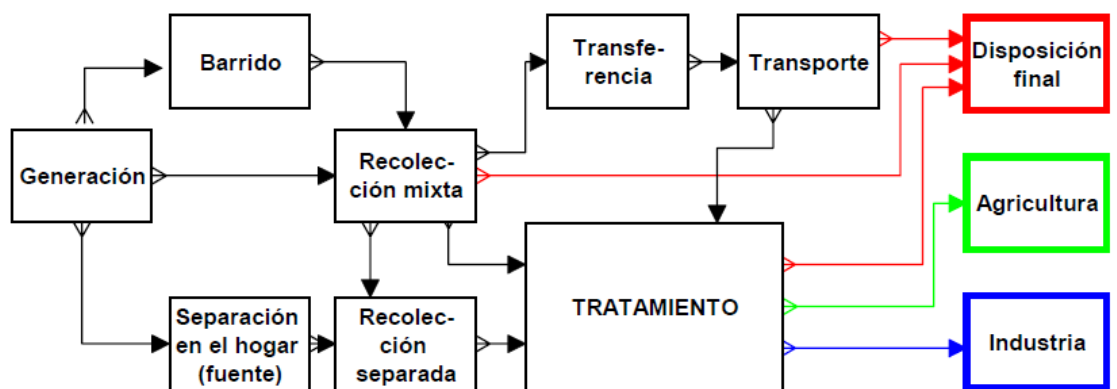 Barrido
Transfe-
rencia
Transporte
Disposición
final
Generación
Recolec-
ción mixta
Agricultura
TRATAMIENTO
Separación
en el hogar
(fuente)
Recolec-
ción
separada
Industria